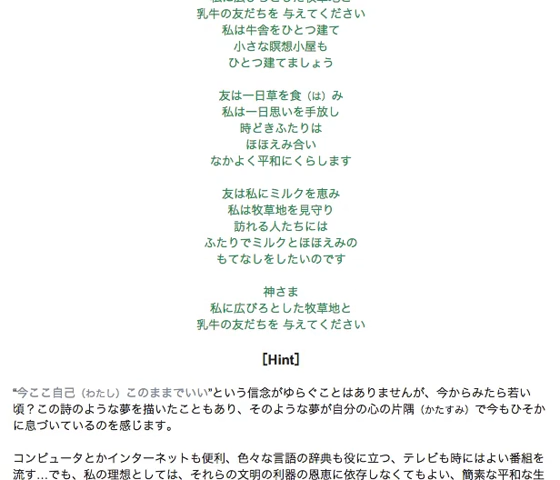 乳牛の友だちを 与えてください
私は牛舎をひとつ建て
小さな瞑想小屋も
ひとつ建てましょう
友は一日草を食（は）み
私は一日思いを手放し
時どきふたりは
ほほえみ合い
なかよく平和にくらします
友は私にミルクを恵み
私は牧草地を見守り
訪れる人たちには
ふたりでミルクとほほえみの
もてなしをしたいのです
神さま
私に広びろとした牧草地と
乳牛の友だちを 与えてください
［Hint］
“今ここ自己（わたし）このままでいい”という信念がゆらぐことはありませんが、今からみたら若い
頃？この詩のような夢を描いたこともあり、そのような夢が自分の心の片隅（かたすみ）で今もひそか
に息づいているのを感じます。
コンピュータとかインターネットも便利、色々な言語の辞典も役に立つ、テレビも時にはよい番組を
流す…でも、私の理想としては、それらの文明の利器の恩恵に依存しなくてもよい、簡素な平和な生